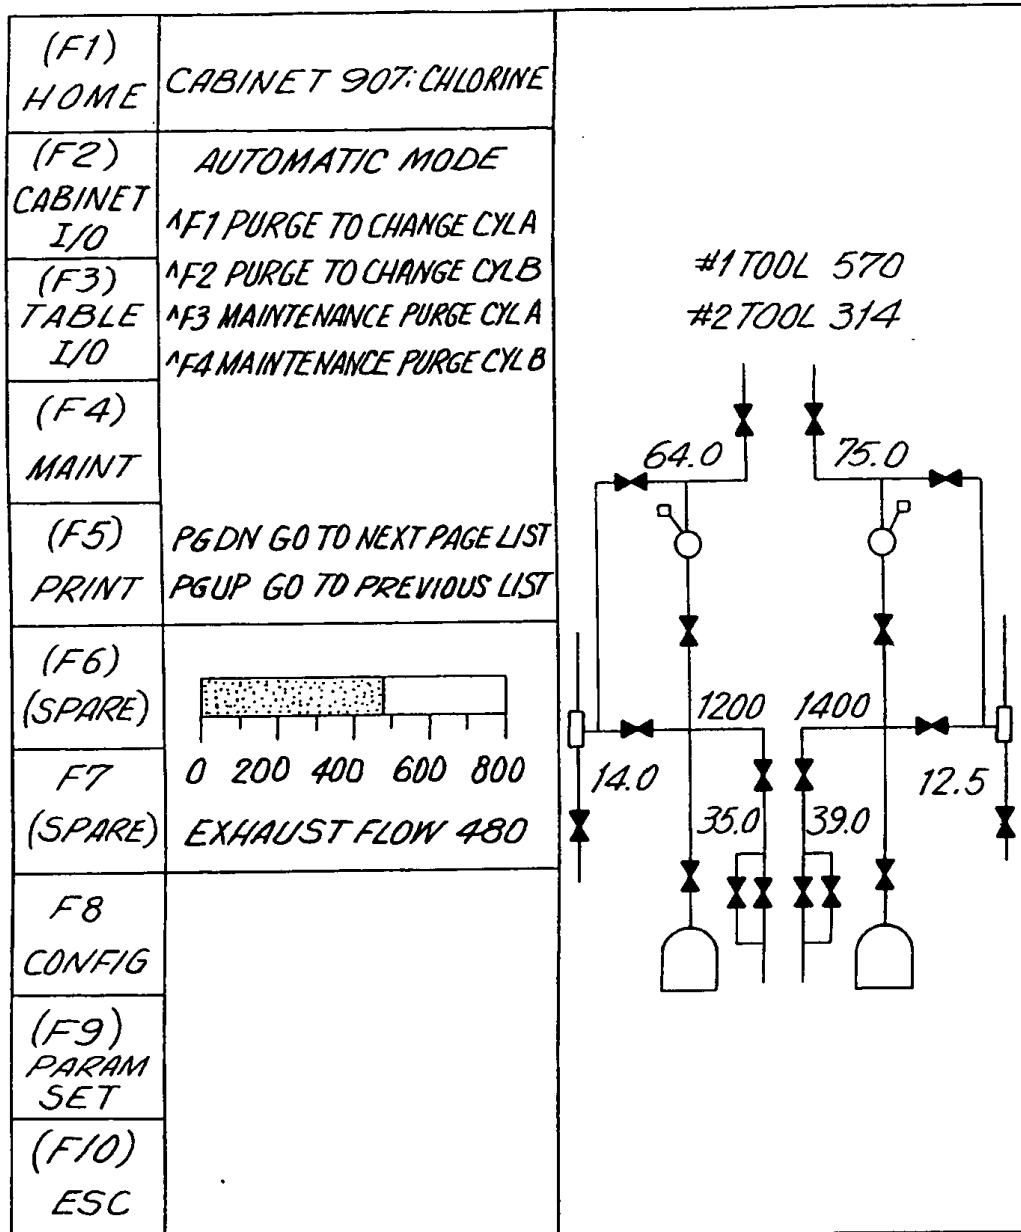 (F1)
HOME
CABINET 907: CHLORINE
(F2)
CABINET
I/O
(F3)
TABLE
I/O
(F4)
MAINT
(F5)
PRINT
AUTOMATIC MODE
^F1 PURGE TO CHANGE CYL A
^F2 PURGE TO CHANGE CYL B
^F3 MAINTENANCE PURGE CYL A
^F4 MAINTENANCE PURGE CYL B
PGDN GO TO NEXT PAGE LIST
PGUP GO TO PREVIOUS LIST
(F6)
(SPARE)
F7
(SPARE)
0 200 400 600 800
EXHAUST FLOW 480
F8
CONFIG
(F9)
PARAM
SET
(F10)
ESC
#1 TOOL 570
#2 TOOL 314
64.0 75.0
1200 1400
14.0 12.5
35.0 39.0